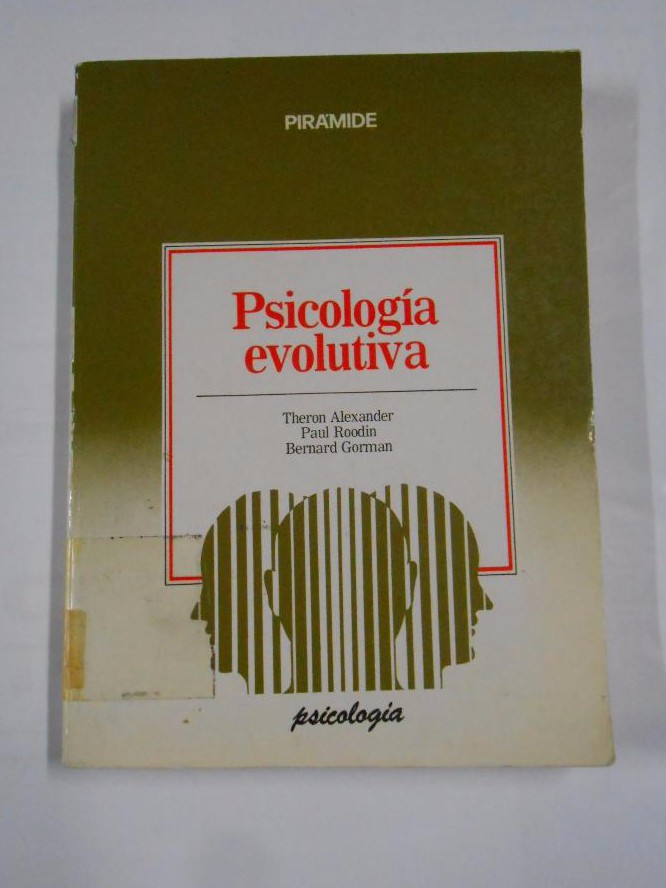 PIRÁMIDE
Psicología
evolutiva
Theron Alexander
Paul Roodin
Bernard Gorman
psicología